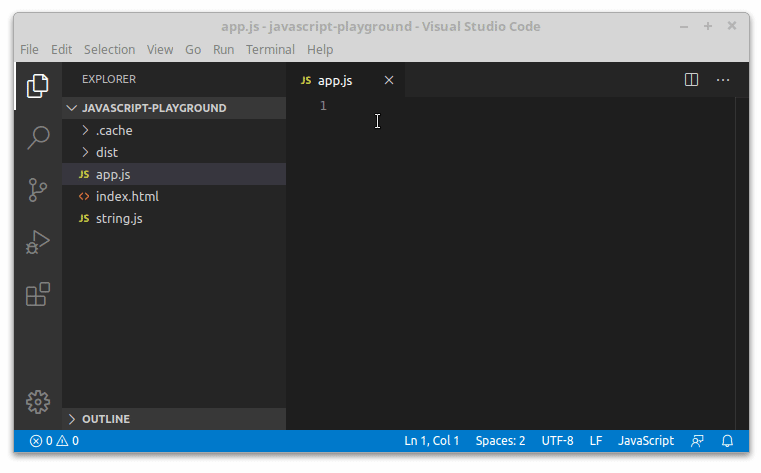 app.js - javascript-playground - Visual Studio Code
File Edit Selection View Go Run Terminal Help
EXPLORER
JS app.js
JAVASCRIPT-PLAYGROUND
1
.cache
dist
JS app.js
index.html
JS string.js
OUTLINE
0 0 Ln 1, Col 1 Spaces: 2 UTF-8 LF JavaScript